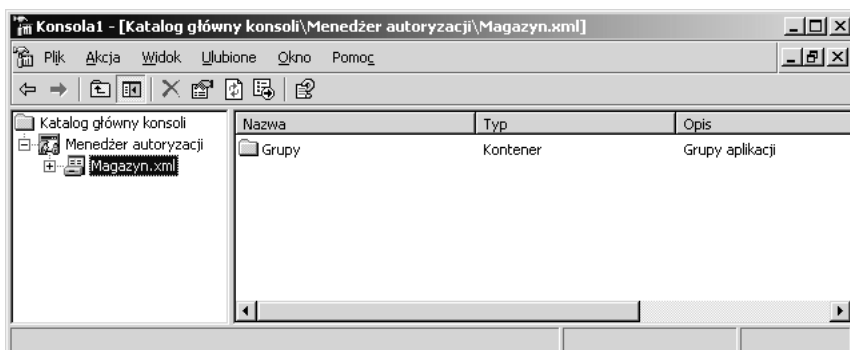 Konsola1 - [Katalog główny konsoli\Menedżer autoryzacji\Magazyn.xml]
Plik Akcja Widok Ulubione Okno Pomoc
Katalog główny konsoli
Menedżer autoryzacji
Magazyn.xml
Nazwa Typ Opis
Grupy Kontener Grupy aplikacji